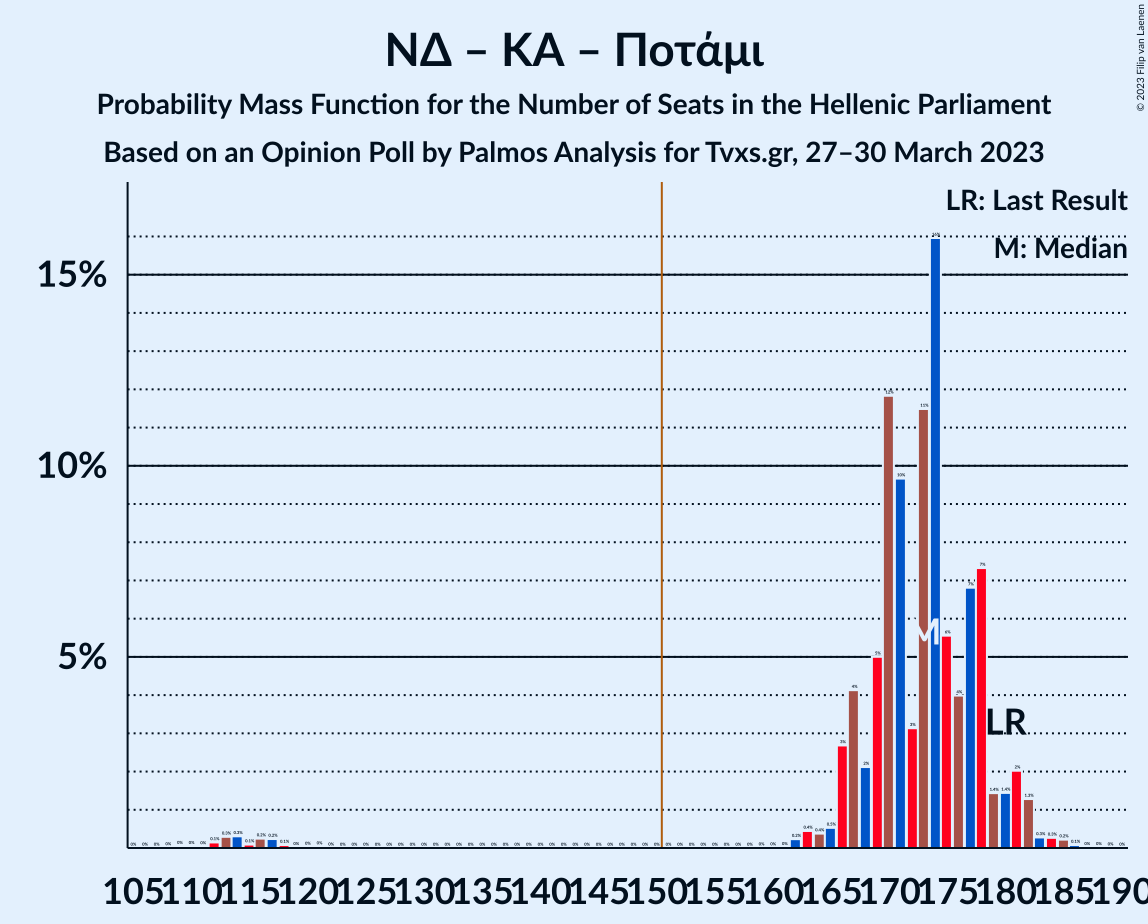 ΝΔ – ΚΑ – Ποτάμι
Probability Mass Function for the Number of Seats in the Hellenic Parliament
Based on an Opinion Poll by Palmos Analysis for Tvxs.gr, 27–30 March 2023
© 2023 Filip van Laenen
LR: Last Result
M: Median
15%
10%
5%
M
LR
105 110 115 120 125 130 135 140 145 150 155 160 165 170 175 180 185 190